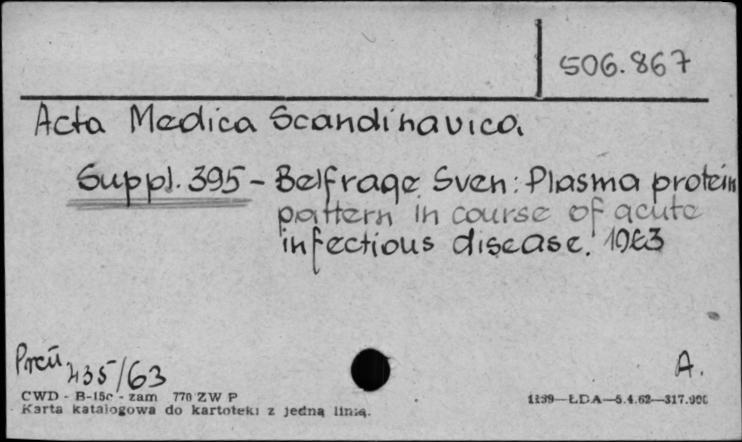 506.867
Acta Medica Scandinavica.
Suppl. 395 - Belfrage Sven: Plasma protein
pattern in course of acute
infectious disease. 1963
435/63
A.
CWD - B-15c - zam 770 ZW P
Karta katalogowa do kartoteki z jedną linią.
1139—ŁDA—5.4.62—317.000